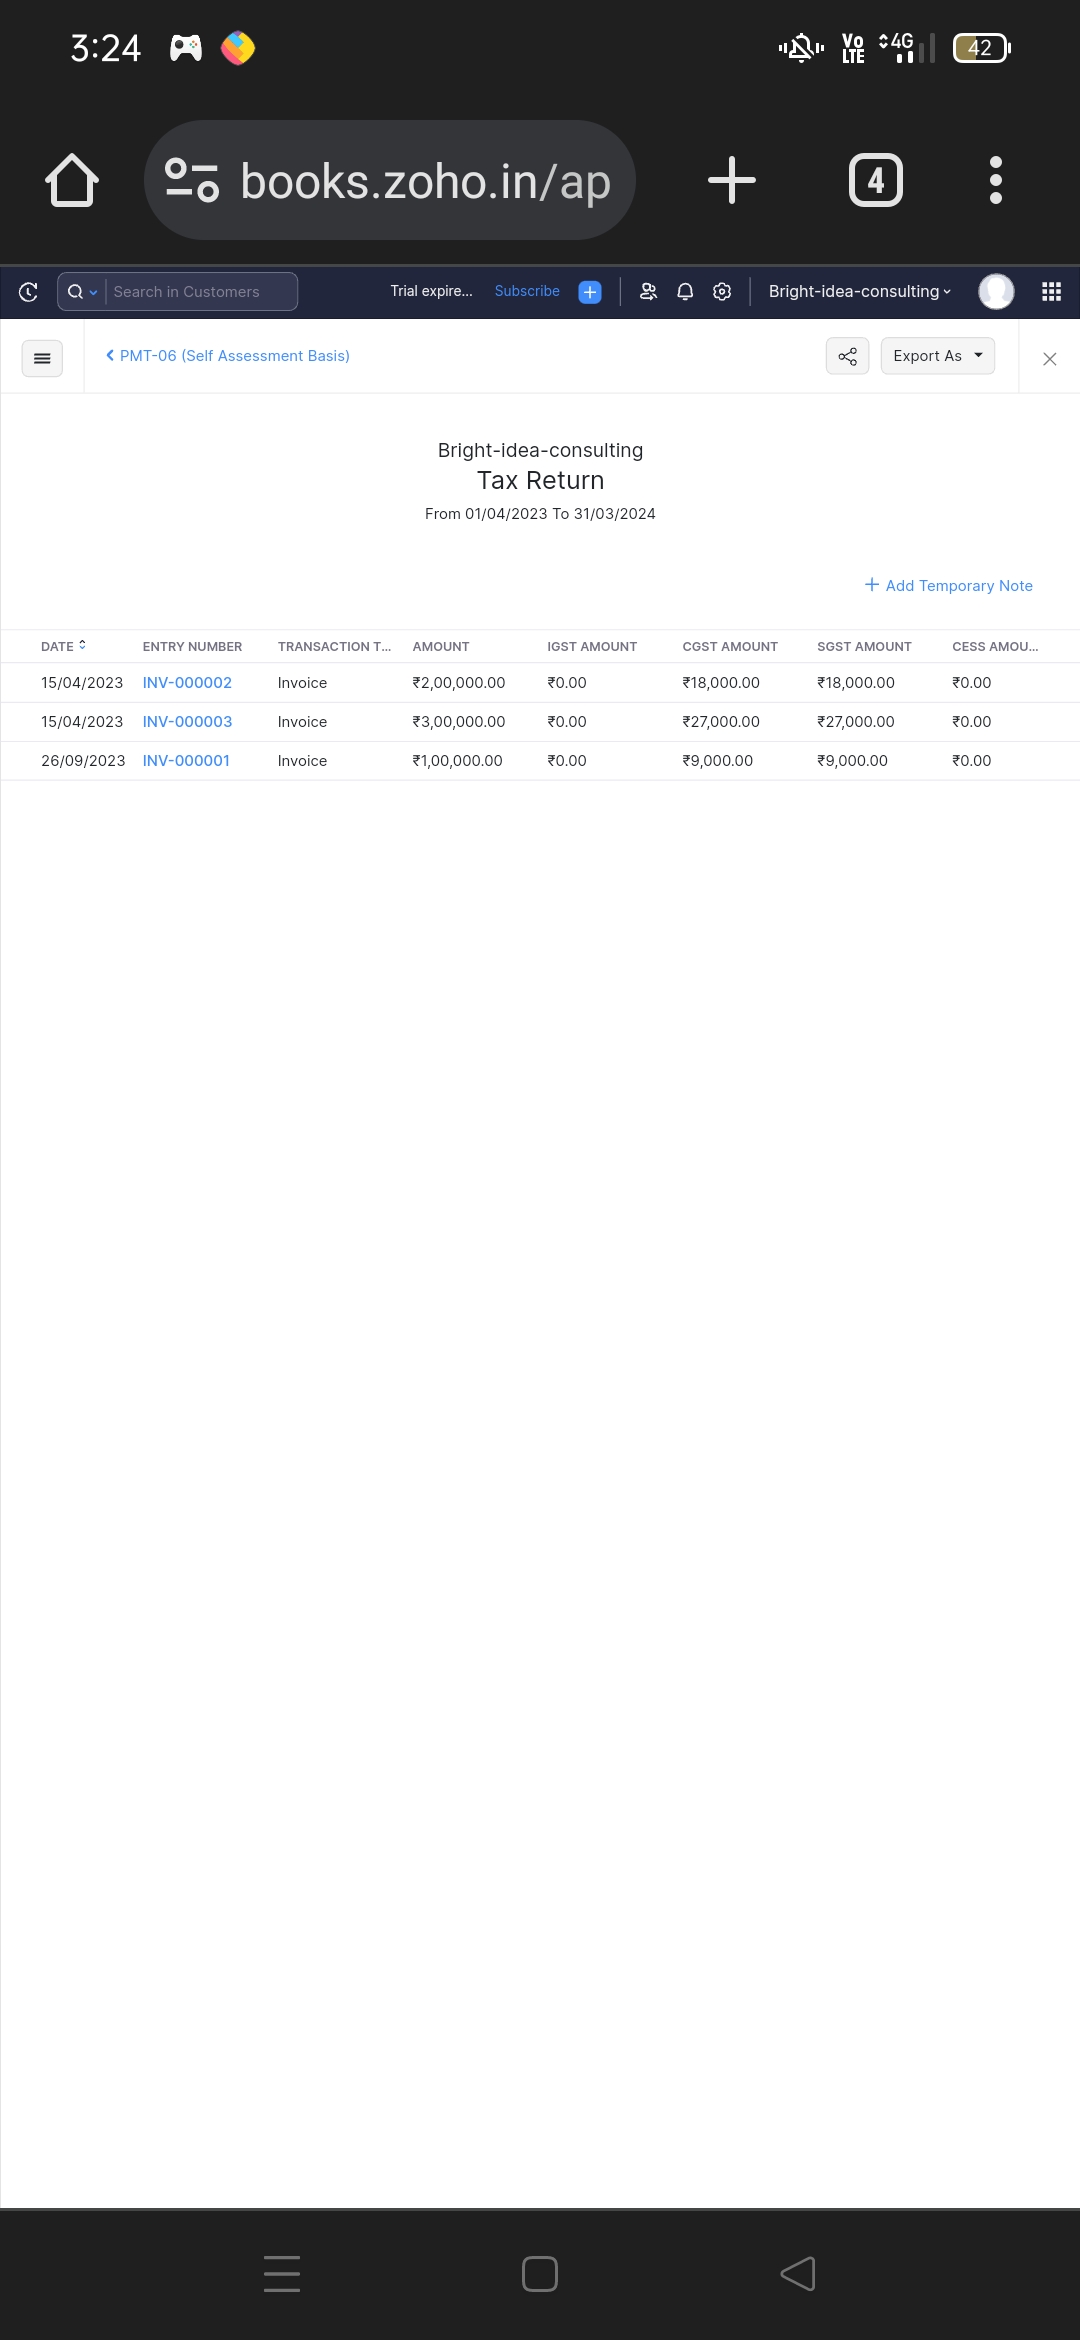 3:24
Vo LTE 4G 42
books.zoho.in/ap
4
Search in Customers
Trial expire... Subscribe
Bright-idea-consulting
PMT-06 (Self Assessment Basis)
Export As
Bright-idea-consulting
Tax Return
From 01/04/2023 To 31/03/2024
+ Add Temporary Note
DATE ENTRY NUMBER TRANSACTION T... AMOUNT IGST AMOUNT CGST AMOUNT SGST AMOUNT CESS AMOU...
15/04/2023 INV-000002 Invoice ₹2,00,000.00 ₹0.00 ₹18,000.00 ₹18,000.00 ₹0.00
15/04/2023 INV-000003 Invoice ₹3,00,000.00 ₹0.00 ₹27,000.00 ₹27,000.00 ₹0.00
26/09/2023 INV-000001 Invoice ₹1,00,000.00 ₹0.00 ₹9,000.00 ₹9,000.00 ₹0.00